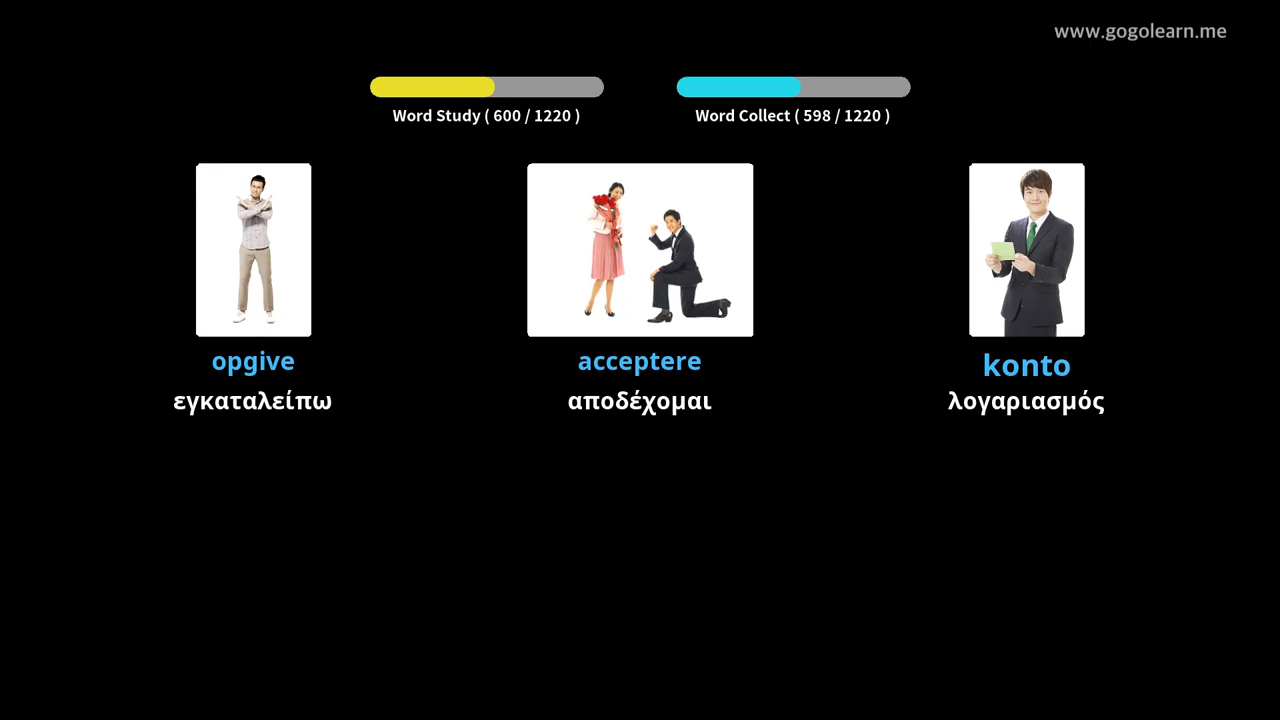 www.gogolearn.me
Word Study ( 600 / 1220 )
Word Collect ( 598 / 1220 )
opgive
εγκαταλείπω
acceptere
αποδέχομαι
konto
λογαριασμός